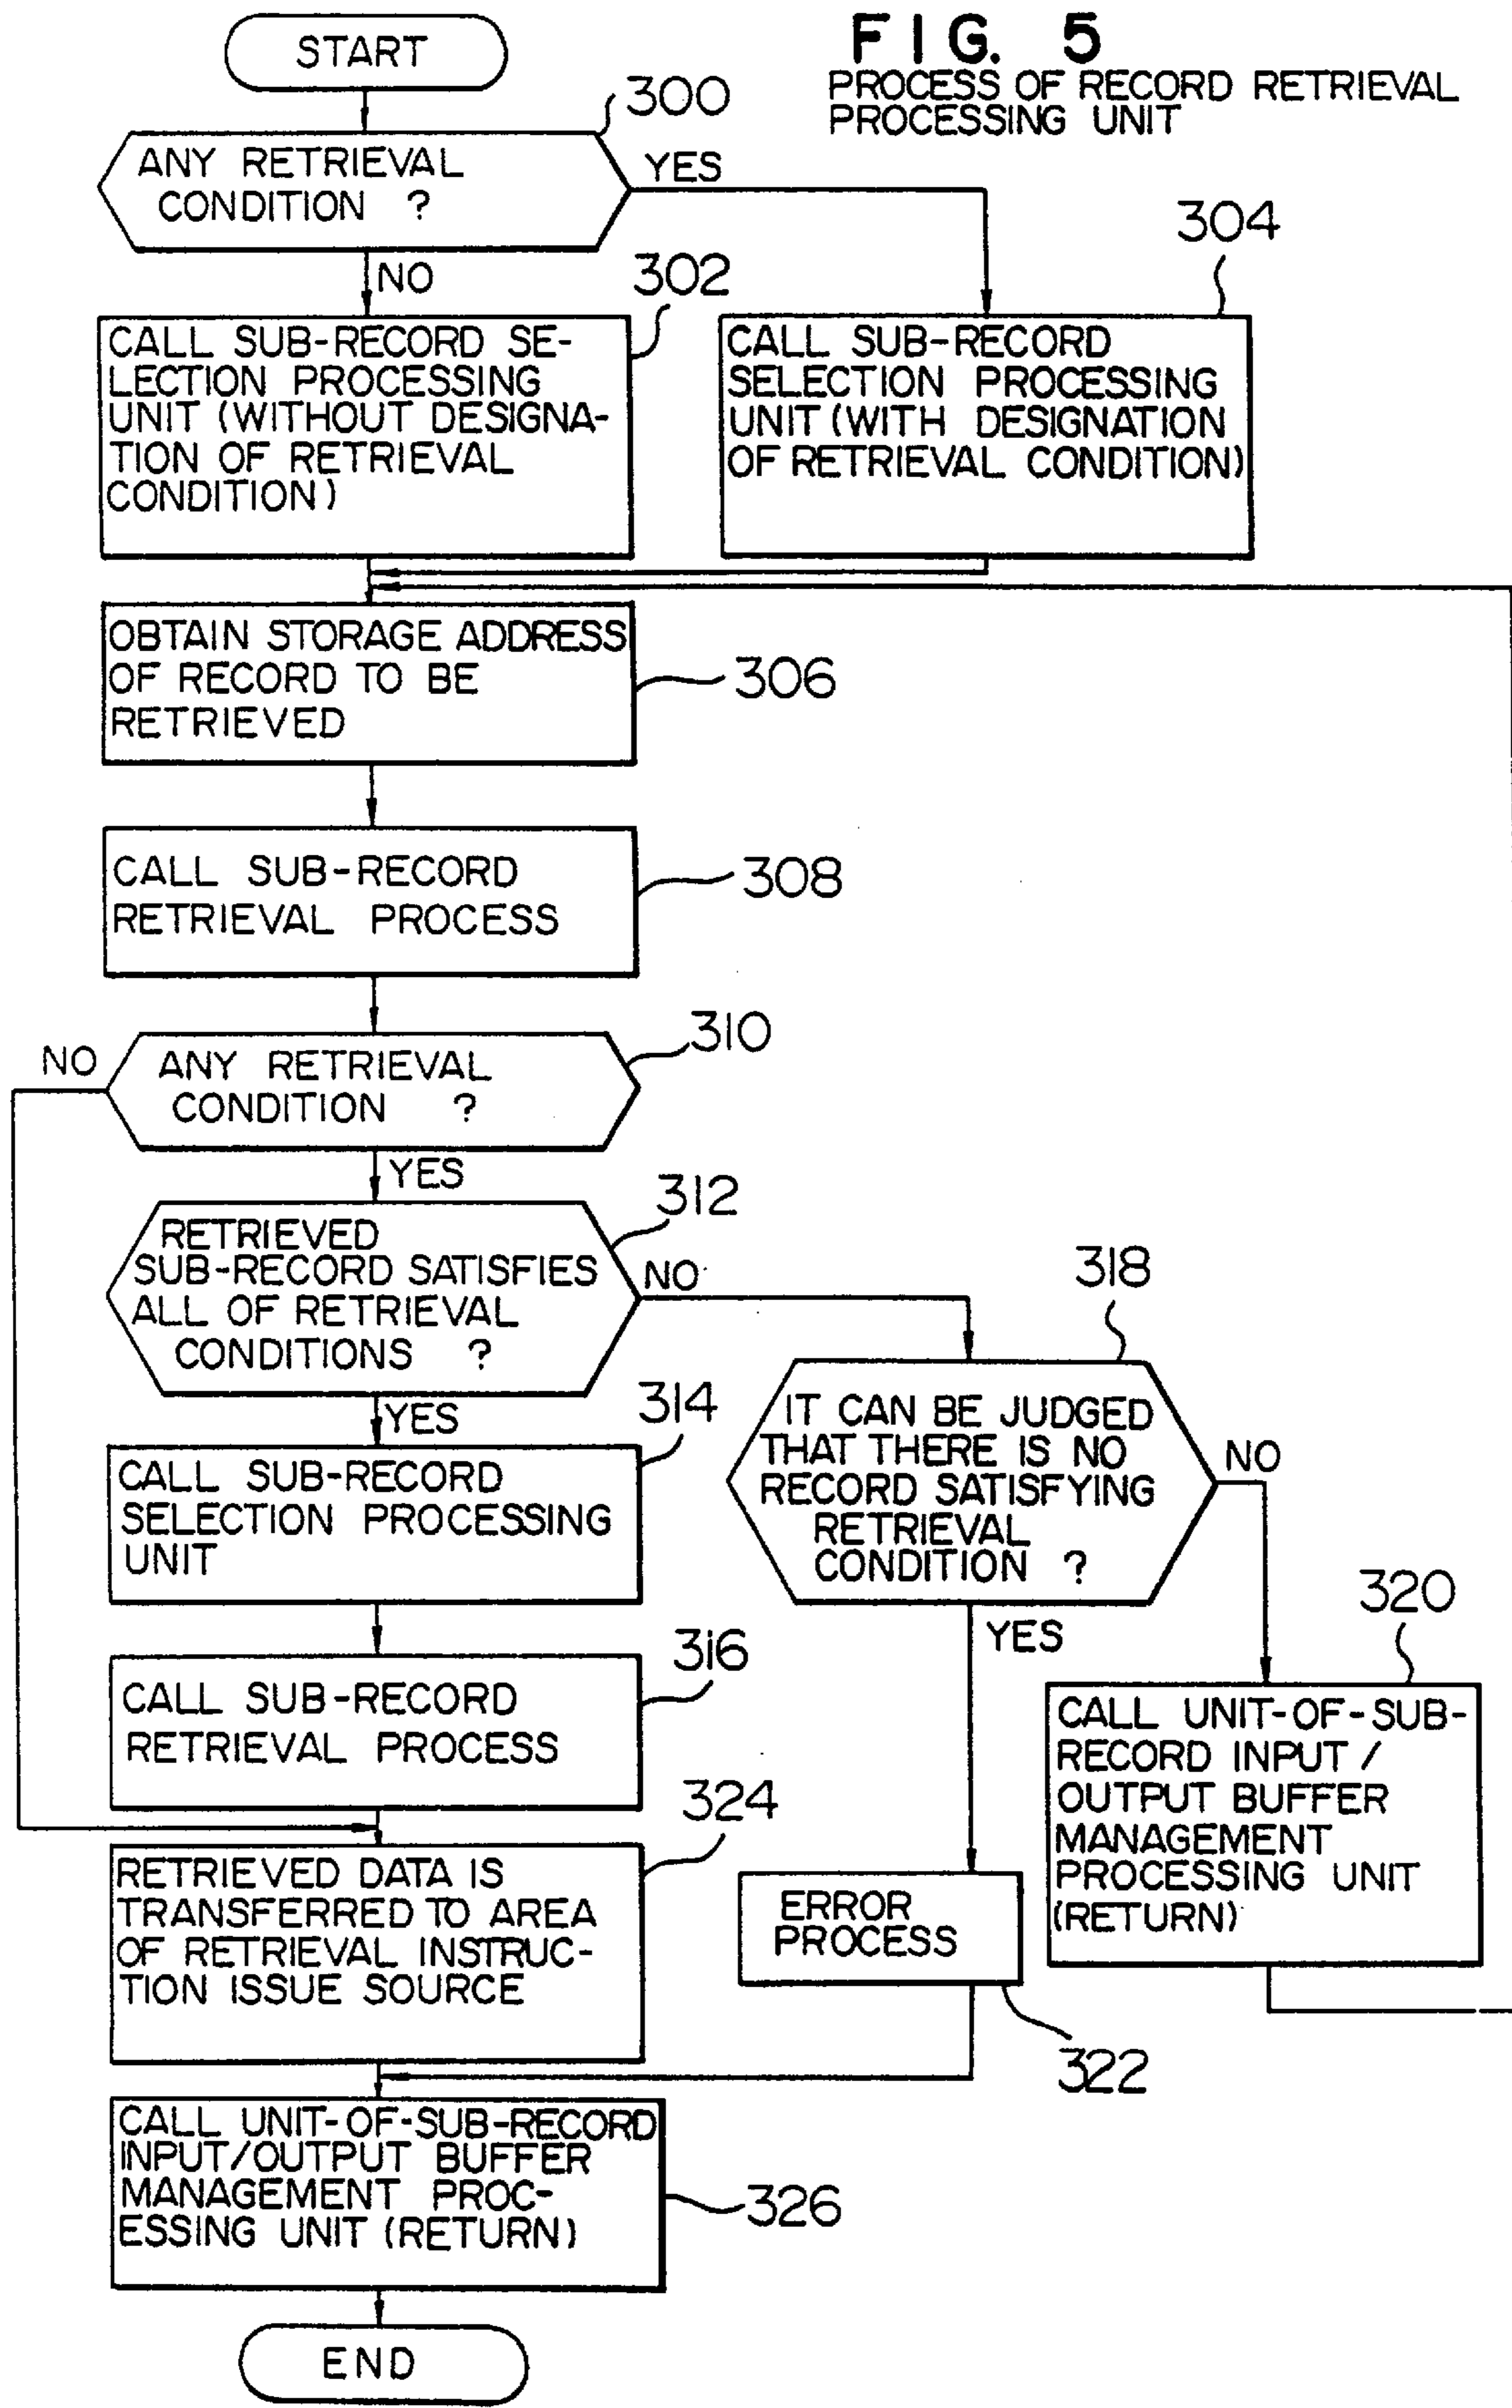 FIG. 5
PROCESS OF RECORD RETRIEVAL
PROCESSING UNIT
START
300
ANY RETRIEVAL
CONDITION ?
YES
NO
302
304
CALL SUB-RECORD SE-
LECTION PROCESSING
UNIT (WITHOUT DESIGNA-
TION OF RETRIEVAL
CONDITION)
CALL SUB-RECORD
SELECTION PROCESSING
UNIT (WITH DESIGNATION
OF RETRIEVAL CONDITION)
OBTAIN STORAGE ADDRESS
OF RECORD TO BE
RETRIEVED
306
CALL SUB-RECORD
RETRIEVAL PROCESS
308
310
NO
ANY RETRIEVAL
CONDITION ?
YES
312
RETRIEVED
SUB-RECORD SATISFIES
ALL OF RETRIEVAL
CONDITIONS ?
NO
YES
318
IT CAN BE JUDGED
THAT THERE IS NO
RECORD SATISFYING
RETRIEVAL
CONDITION ?
NO
YES
314
CALL SUB-RECORD
SELECTION PROCESSING
UNIT
316
CALL SUB-RECORD
RETRIEVAL PROCESS
320
CALL UNIT-OF-SUB-
RECORD INPUT /
OUTPUT BUFFER
MANAGEMENT
PROCESSING UNIT
(RETURN)
324
RETRIEVED DATA IS
TRANSFERRED TO AREA
OF RETRIEVAL INSTRUC-
TION ISSUE SOURCE
ERROR
PROCESS
322
CALL UNIT-OF-SUB-RECORD
INPUT/OUTPUT BUFFER
MANAGEMENT PROC-
ESSING UNIT (RETURN)
326
END